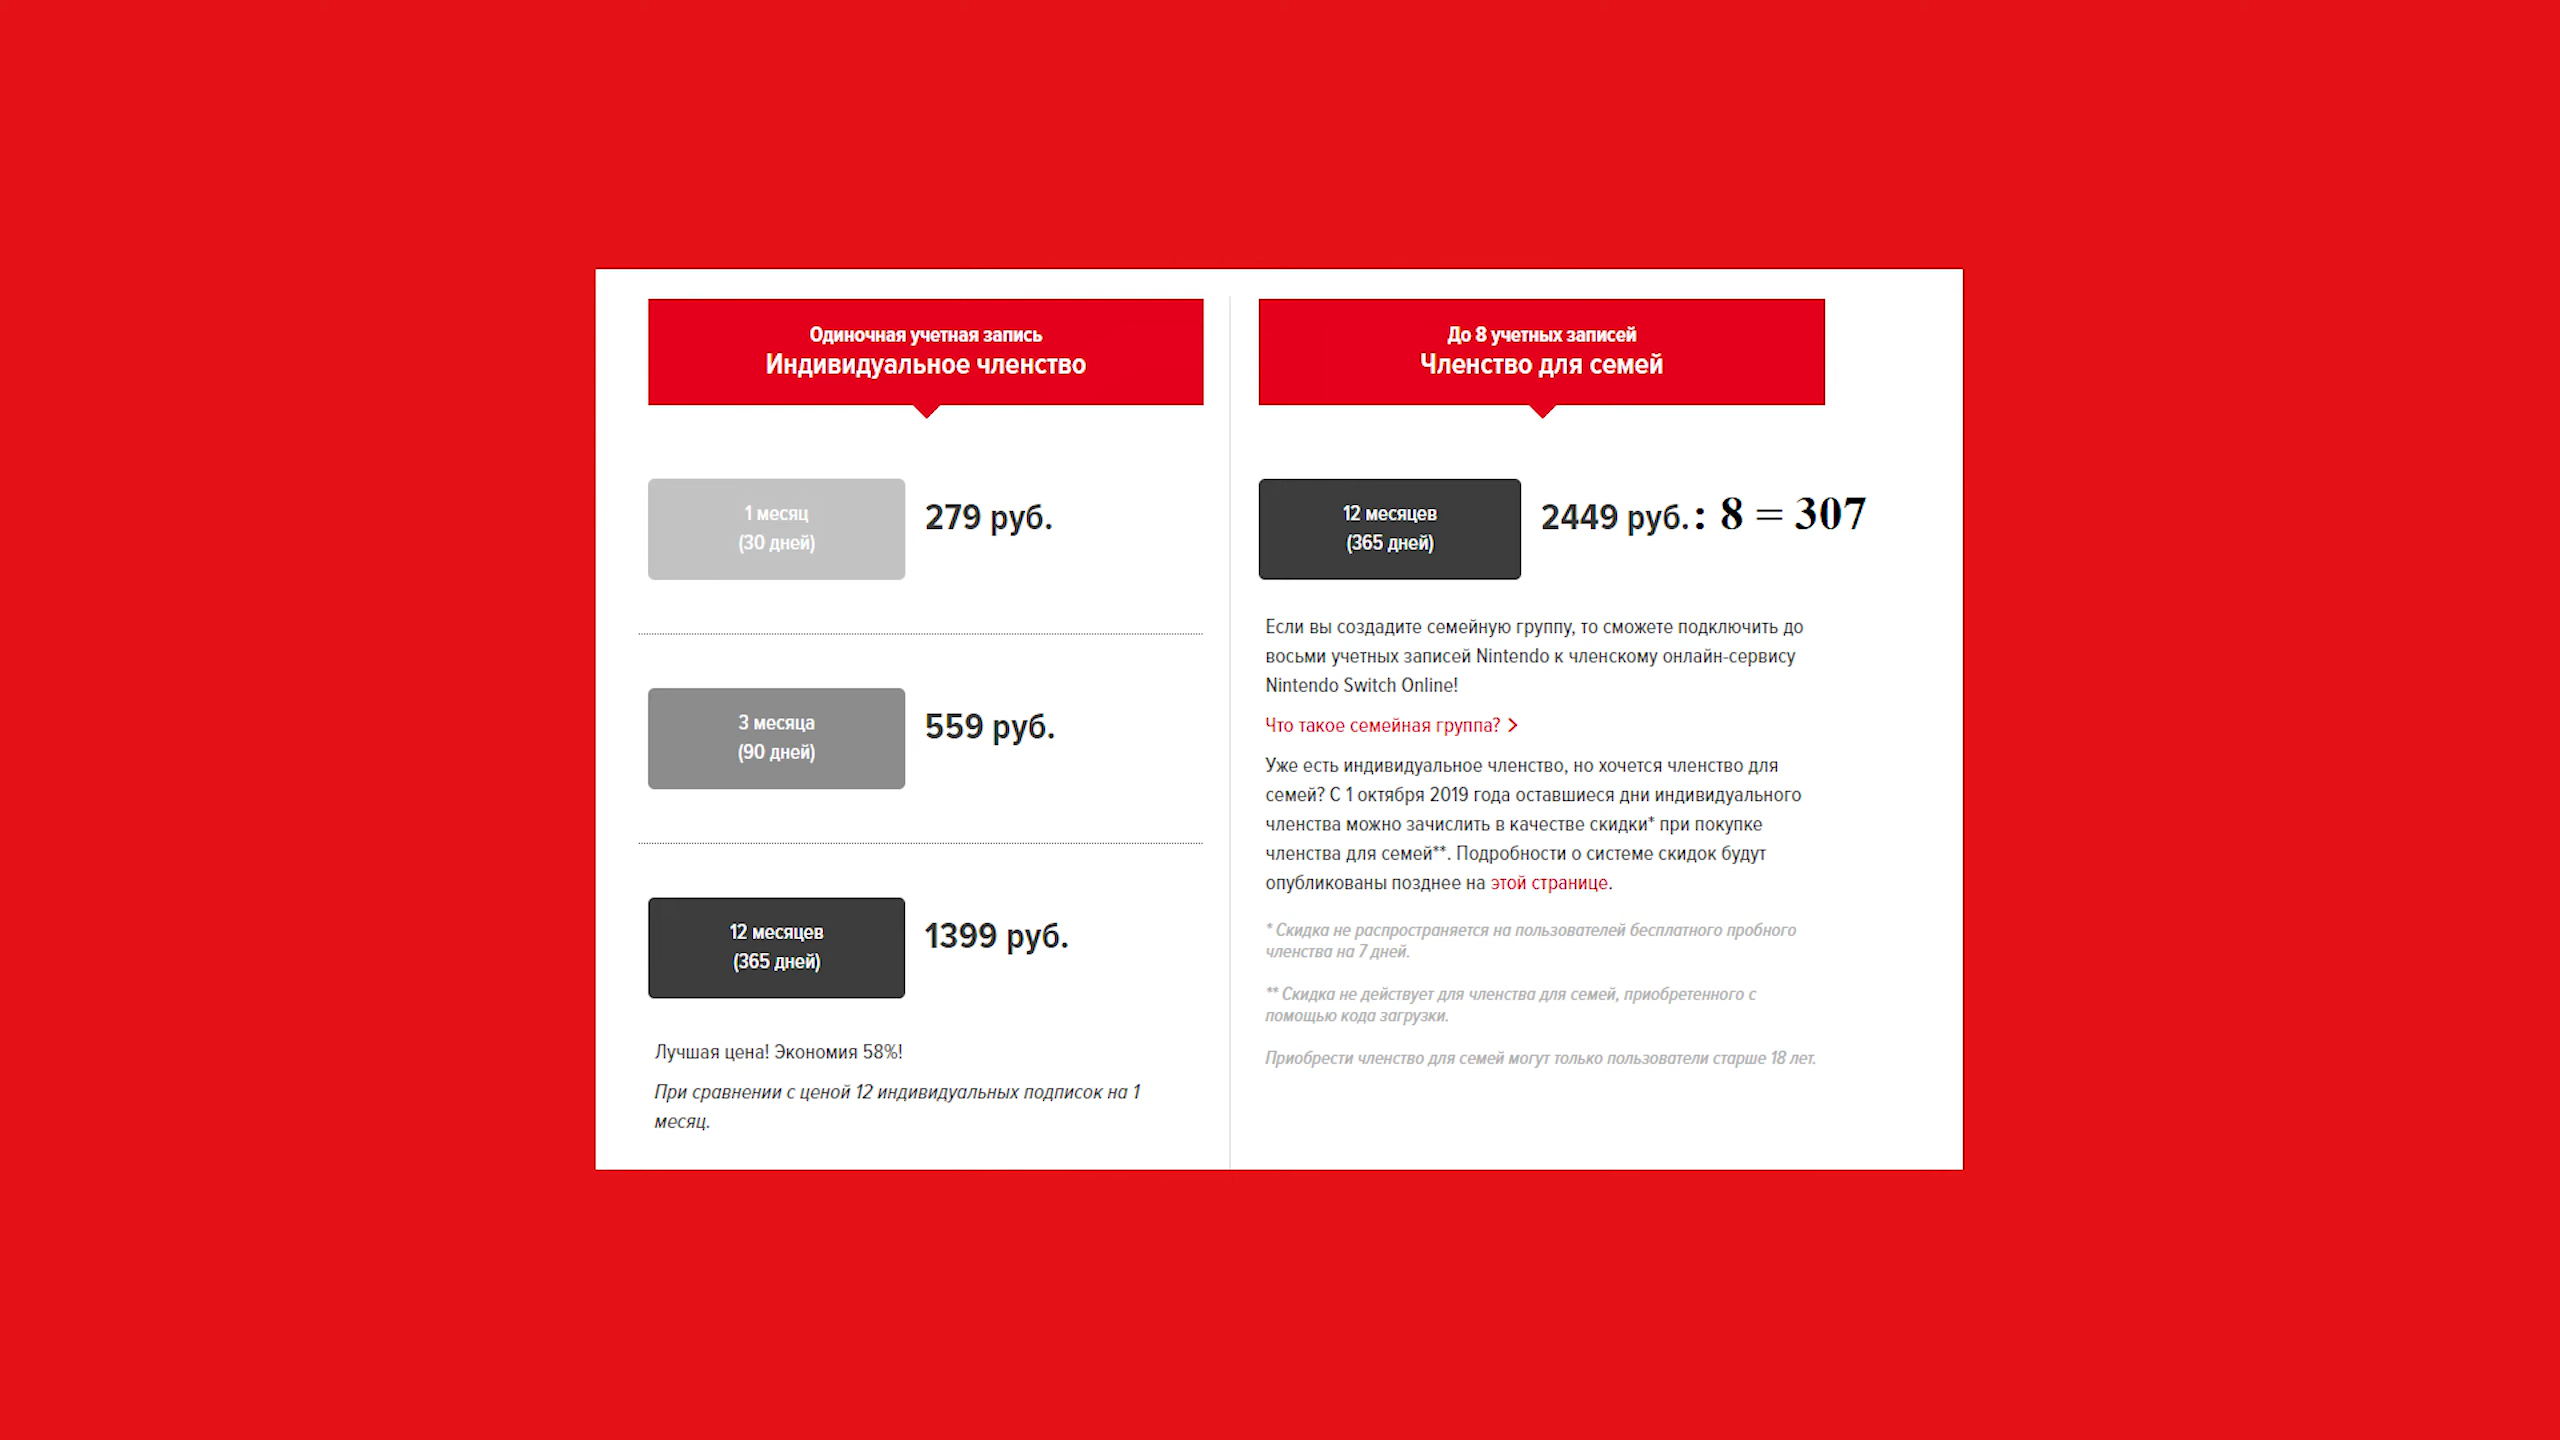 Одиночная учетная запись
Индивидуальное членство
1 месяц
(30 дней)
279 руб.
3 месяца
(90 дней)
559 руб.
12 месяцев
(365 дней)
1399 руб.
Лучшая цена! Экономия 58%!
При сравнении с ценой 12 индивидуальных подписок на 1
месяц.
До 8 учетных записей
Членство для семей
12 месяцев
(365 дней)
2449 руб. : 8 = 307
Если вы создадите семейную группу, то сможете подключить до
восьми учетных записей Nintendo к членскому онлайн-сервису
Nintendo Switch Online!
Что такое семейная группа? >
Уже есть индивидуальное членство, но хочется членство для
семей? С 1 октября 2019 года оставшиеся дни индивидуального
членства можно зачислить в качестве скидки* при покупке
членства для семей**. Подробности о системе скидок будут
опубликованы позднее на этой странице.
* Скидка не распространяется на пользователей бесплатного пробного
членства на 7 дней.
** Скидка не действует для членства для семей, приобретенного с
помощью кода загрузки.
Приобрести членство для семей могут только пользователи старше 18 лет.